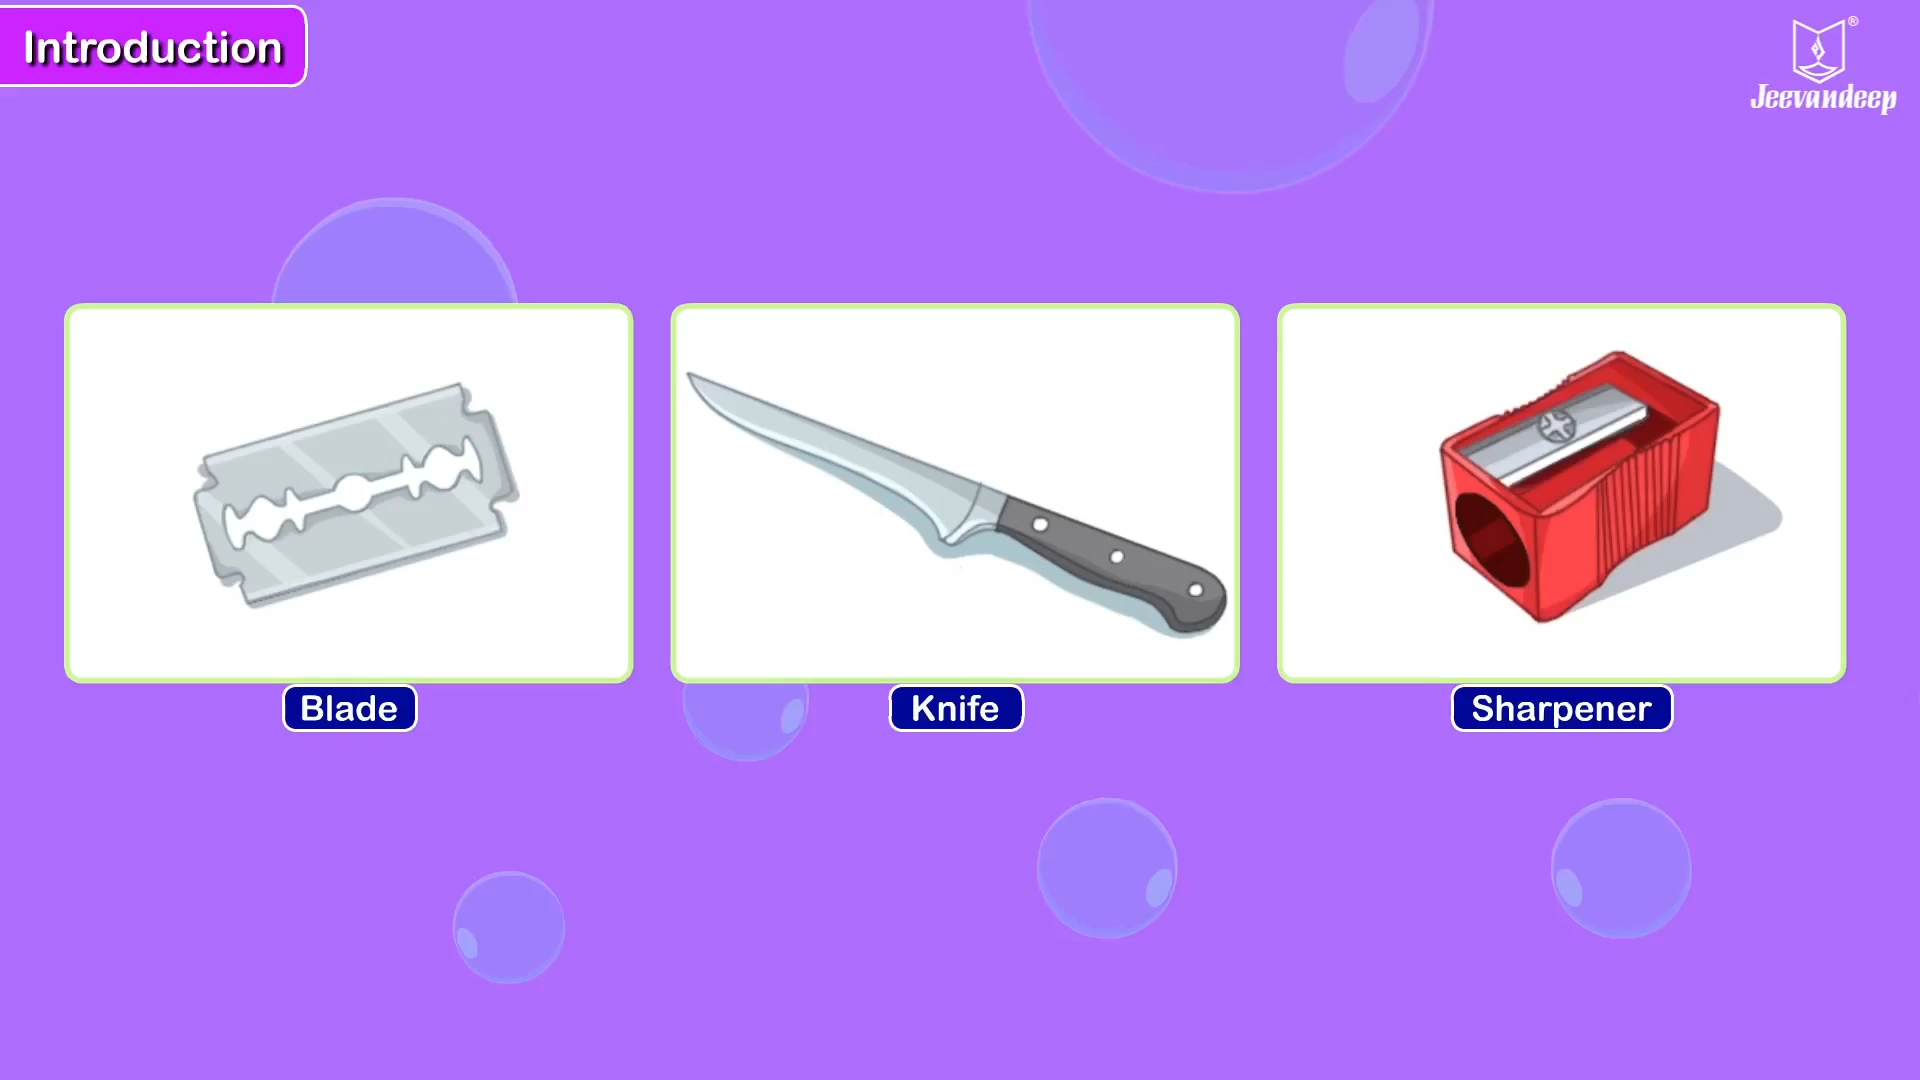 Introduction
®
Jeevandeep
Blade
Knife
Sharpener